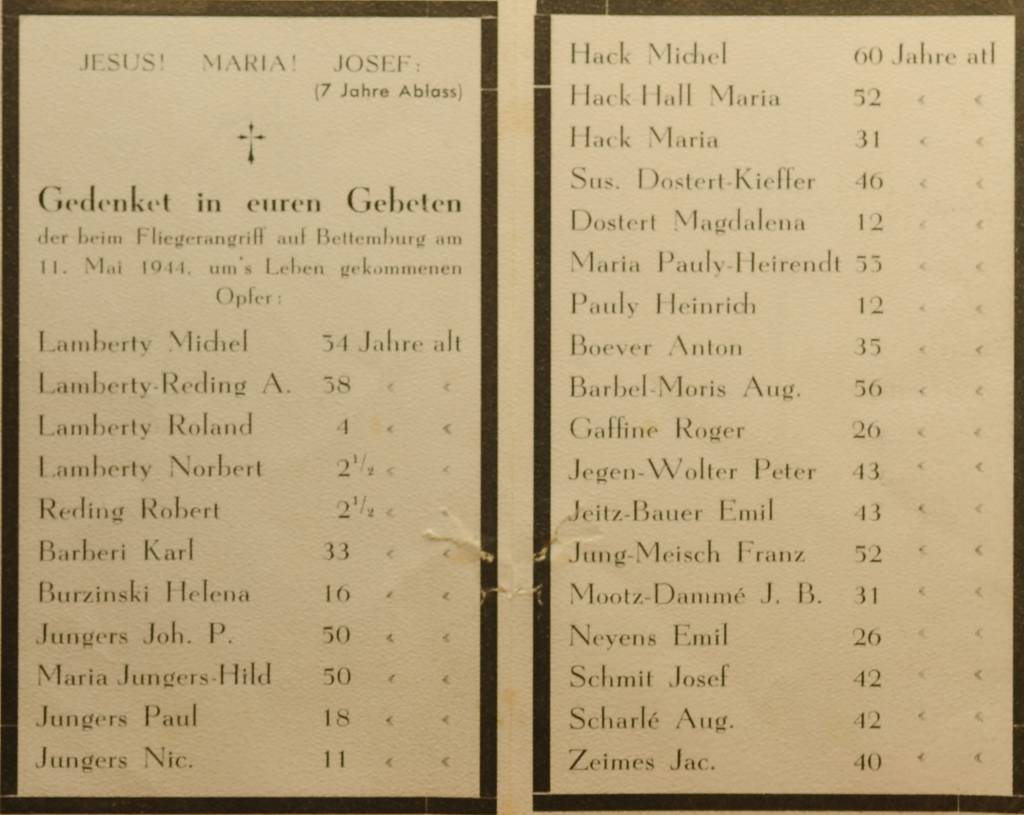 JESUS! MARIA! JOSEF:
(7 Jahre Ablass)
Gedenket in euren Gebeten
der beim Fliegerangriff auf Bettemburg am
11. Mai 1944. um's Leben gekommenen
Opfer:
Lamberty Michel 34 Jahre alt
Lamberty-Reding A. 38 « «
Lamberty Roland 4 « «
Lamberty Norbert 2½ « «
Reding Robert 2½ « «
Barberi Karl 33 « «
Burzinski Helena 16 « «
Jungers Joh. P. 50 « «
Maria Jungers-Hild 50 « «
Jungers Paul 18 « «
Jungers Nic. 11 « «
Hack Michel 60 Jahre atl
Hack-Hall Maria 52 « «
Hack Maria 31 « «
Sus. Dostert-Kieffer 46 « «
Dostert Magdalena 12 « «
Maria Pauly-Heirendt 53 « «
Pauly Heinrich 12 « «
Boever Anton 35 « «
Barbel-Moris Aug. 56 « «
Gaffine Roger 26 « «
Jegen-Wolter Peter 43 « «
Jeitz-Bauer Emil 43 « «
Jung-Meisch Franz 52 « «
Mootz-Dammé J. B. 31 « «
Neyens Emil 26 « «
Schmit Josef 42 « «
Scharlé Aug. 42 « «
Zeimes Jac. 40 « «